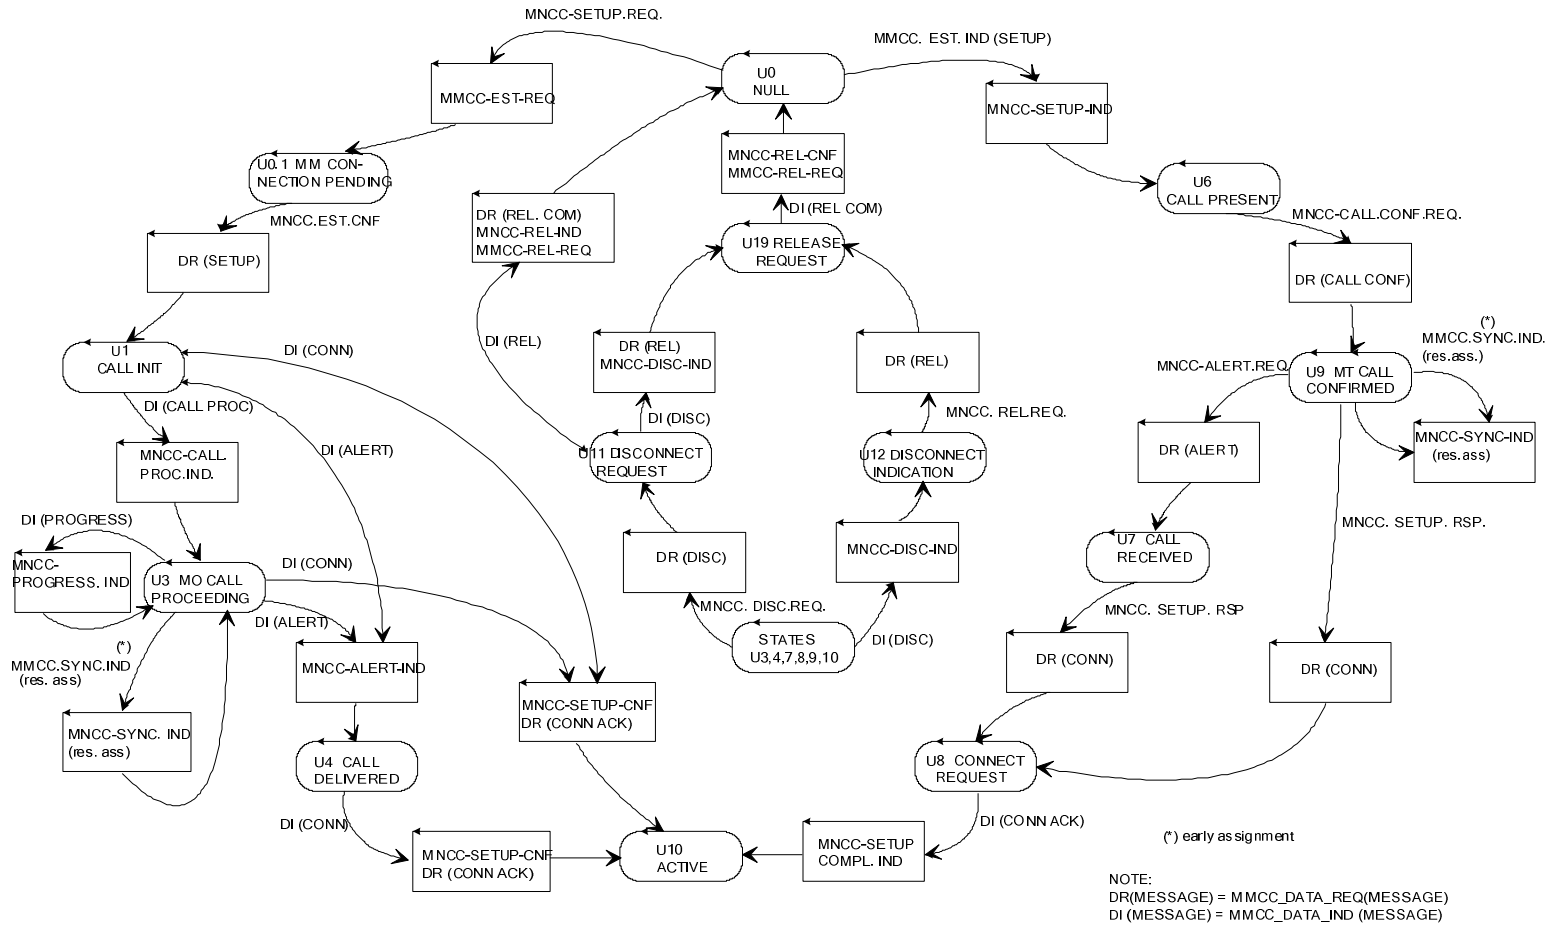 MNCC-SETUP.REQ.
MMCC. EST. IND (SETUP)
U0
NULL
MMCC-EST-REQ
MNCC-SETUP-IND
U0.1 MM CON-
NECTION PENDING
MNCC-REL-CNF
MMCC-REL-REQ
U6
CALL PRESENT
MNCC.EST.CNF
DR (REL. COM)
MNCC-REL-IND
MMCC-REL-REQ
DI (REL COM)
MNCC-CALL.CONF.REQ.
DR (SETUP)
U19 RELEASE
REQUEST
DR (CALL CONF)
U1
CALL INIT
DI (CONN)
DI (REL)
DR (REL)
MNCC-DISC-IND
DR (REL)
(*)
MMCC.SYNC.IND.
(res.ass.)
MNCC-ALERT.REQ
U9 MT CALL
CONFIRMED
DI (CALL PROC)
DI (DISC)
MNCC. REL.REQ.
MNCC-CALL.
PROC.IND.
DI (ALERT)
U11 DISCONNECT
REQUEST
U12 DISCONNECT
INDICATION
DR (ALERT)
MNCC-SYNC-IND
(res.ass)
DI (PROGRESS)
MNCC-
PROGRESS. IND
DI (CONN)
DR (DISC)
MNCC-DISC-IND
U7 CALL
RECEIVED
MNCC. SETUP. RSP.
U3 MO CALL
PROCEEDING
DI (ALERT)
MNCC. DISC.REQ.
DI (DISC)
MNCC. SETUP. RSP
(*)
MMCC.SYNC.IND
(res. ass)
STATES
U3,4,7,8,9,10
MNCC-ALERT-IND
DR (CONN)
DR (CONN)
MNCC-SETUP-CNF
DR (CONN ACK)
MNCC-SYNC. IND
(res. ass)
U4 CALL
DELIVERED
U8 CONNECT
REQUEST
DI (CONN)
DI (CONN ACK)
MNCC-SETUP-CNF
DR (CONN ACK)
U10
ACTIVE
MNCC-SETUP
COMPL. IND
(*) early assignment
NOTE:
DR(MESSAGE) = MMCC_DATA_REQ(MESSAGE)
DI (MESSAGE) = MMCC_DATA_IND (MESSAGE)